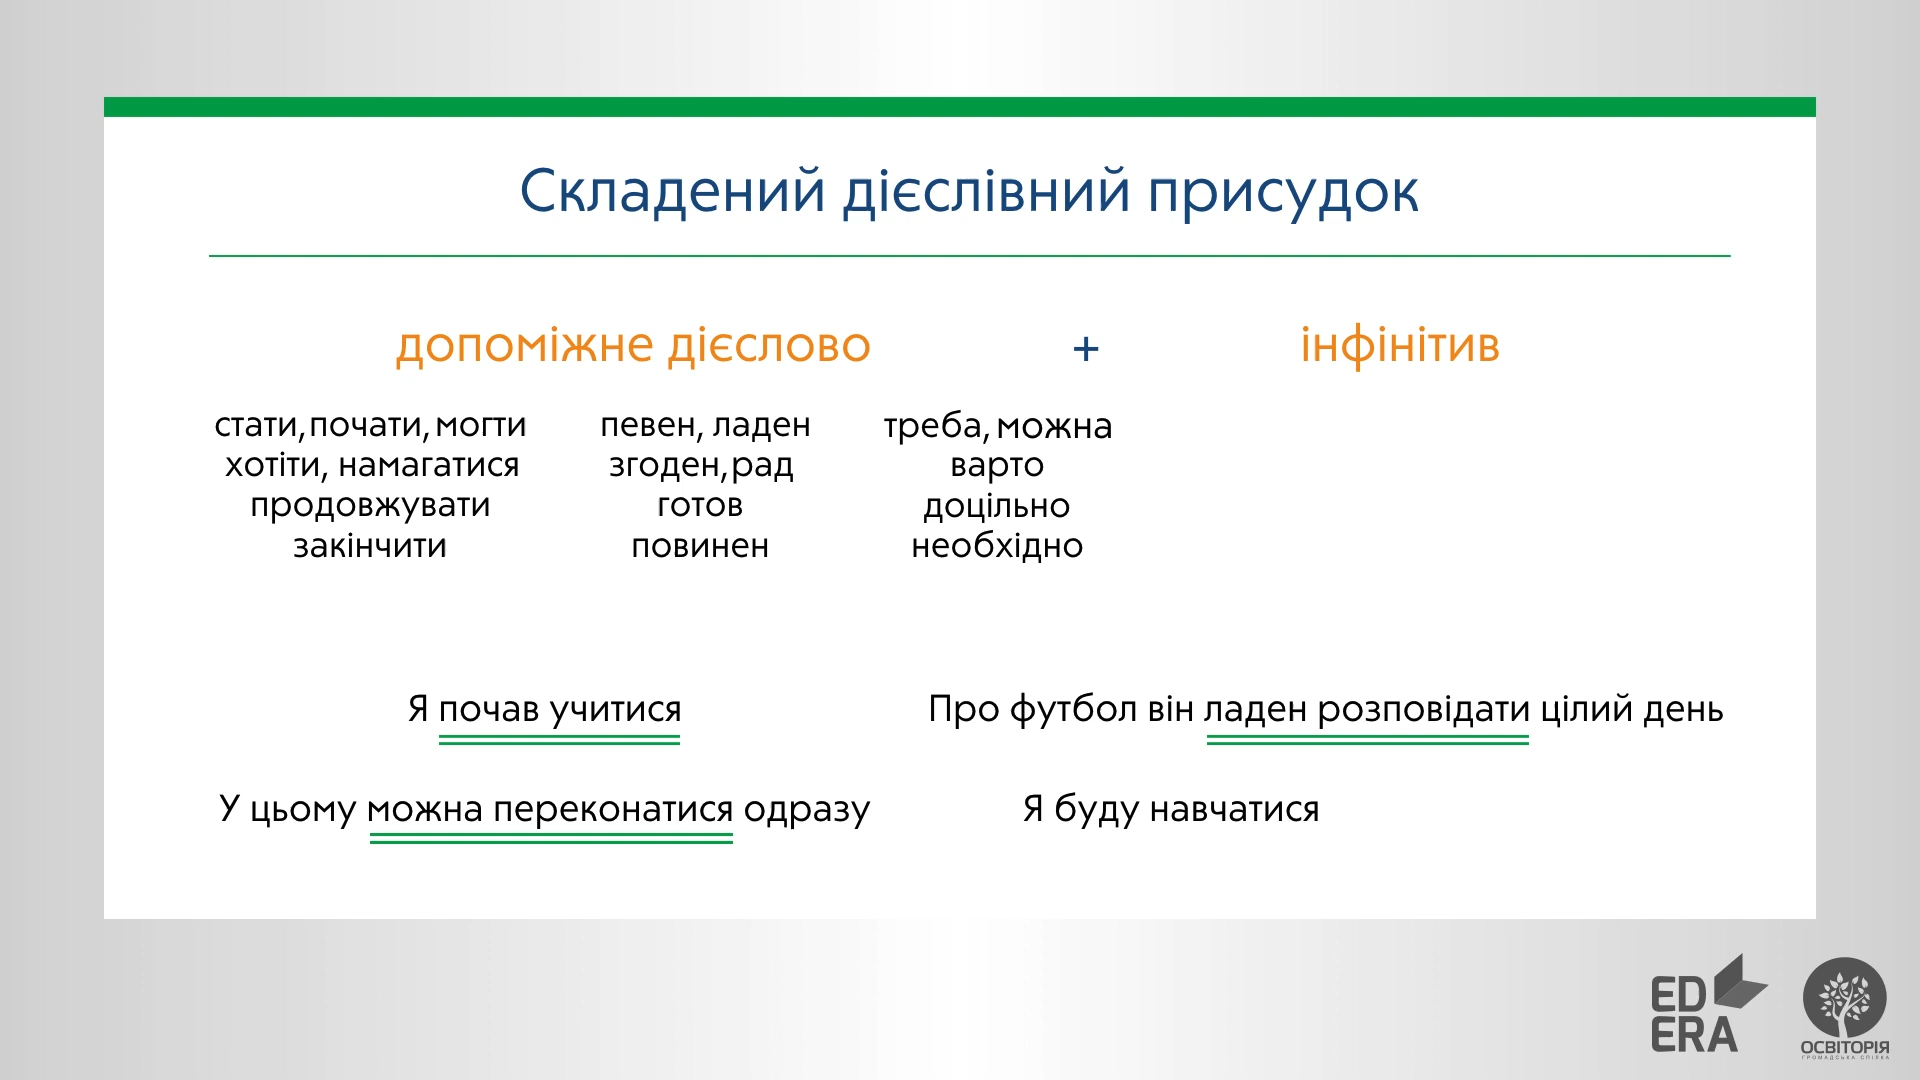 Складений дієслівний присудок
допоміжне дієслово + інфінітив
стати, почати, могти
хотіти, намагатися
продовжувати
закінчити
певен, ладен
згоден, рад
готов
повинен
треба, можна
варто
доцільно
необхідно
Я почав учитися
Про футбол він ладен розповідати цілий день
У цьому можна переконатися одразу
Я буду навчатися
ED
ERA
ОСВІТОРІЯ
ГРОМАДСЬКА СПІЛКА